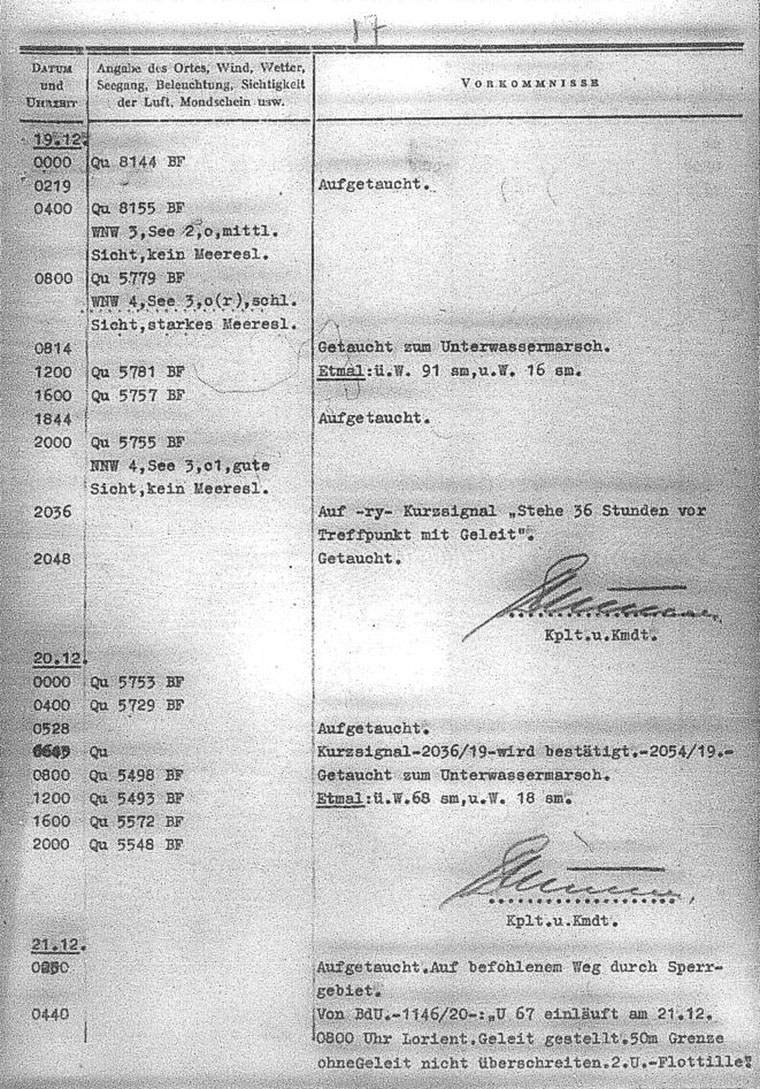 17
DATUM und UHRZEIT | Angabe des Ortes, Wind, Wetter, Seegang, Beleuchtung, Sichtigkeit der Luft, Mondschein usw. | VORKOMMNISSE
19.12.
0000 Qu 8144 BF
0219 Aufgetaucht.
0400 Qu 8155 BF
WNW 3,See 2,o,mittl.
Sicht,kein Meeresl.
0800 Qu 5779 BF
WNW 4,See 3,o(r),schl.
Sicht,starkes Meeresl.
0814 Getaucht zum Unterwassermarsch.
1200 Qu 5781 BF Etmal:ü.W. 91 sm,u.W. 16 sm.
1600 Qu 5757 BF
1844 Aufgetaucht.
2000 Qu 5755 BF
NNW 4,See 3,c1,gute
Sicht,kein Meeresl.
2036 Auf -ry- Kurzsignal „Stehe 36 Stunden vor
Treffpunkt mit Geleit".
2048 Getaucht.
Kplt.u.Kmdt.
20.12.
0000 Qu 5753 BF
0400 Qu 5729 BF
0528 Aufgetaucht.
Qu Kurzsignal-2036/19-wird bestätigt.-2054/19.-
0800 Qu 5498 BF Getaucht zum Unterwassermarsch.
1200 Qu 5493 BF Etmal:ü.W.68 sm,u.W. 18 sm.
1600 Qu 5572 BF
2000 Qu 5548 BF
Kplt.u.Kmdt.
21.12.
Aufgetaucht.Auf befohlenem Weg durch Sperr-
gebiet.
0440 Von BdU.-1146/20-:„U 67 einläuft am 21.12.
0800 Uhr Lorient.Geleit gestellt.50m Grenze
ohneGeleit nicht überschreiten.2.U.-Flottille"